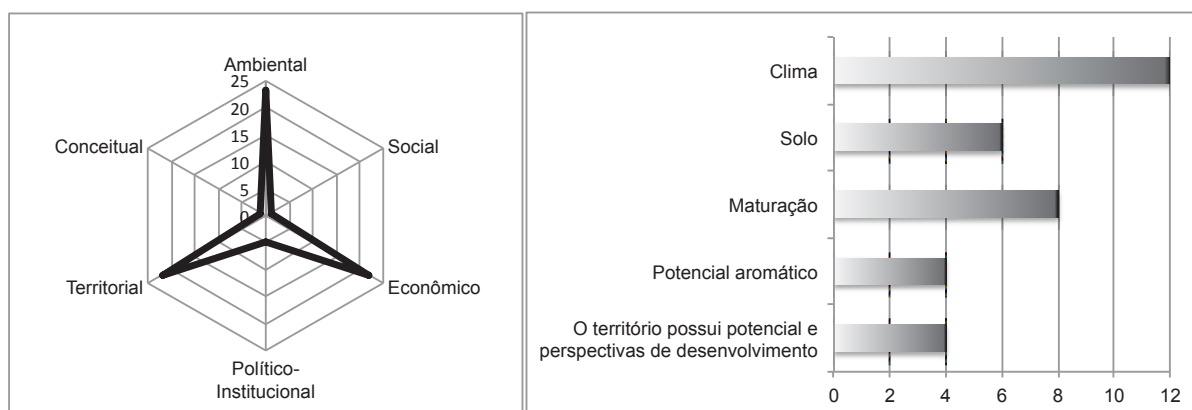 Ambiental
25
20
15
10
5
0
Conceitual
Social
Territorial
Econômico
Político-
Institucional
Clima
Solo
Maturação
Potencial aromático
O território possui potencial e
perspectivas de desenvolvimento
0 2 4 6 8 10 12